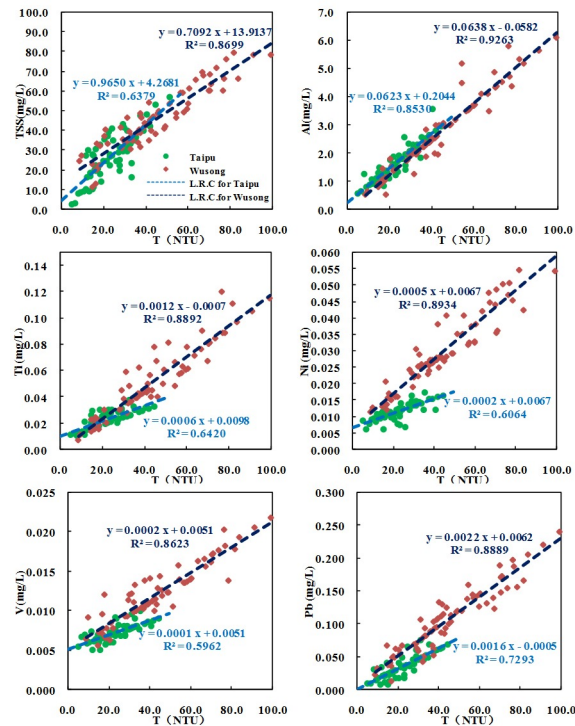 y = 0.7092 x + 13.9137
R² = 0.8699
y = 0.9650 x + 4.2681
R² = 0.6379
TSS(mg/L)
100.0
90.0
80.0
70.0
60.0
50.0
40.0
30.0
20.0
10.0
0.0
Taipu
Wusong
L.R.C for Taipu
L.R.C.for Wusong
0.0 20.0 40.0 60.0 80.0 100.0
T（NTU）
y = 0.0638 x - 0.0582
R² = 0.9263
y = 0.0623 x + 0.2044
R² = 0.8530
Al(mg/L)
7.0
6.0
5.0
4.0
3.0
2.0
1.0
0.0
0.0 20.0 40.0 60.0 80.0 100.0
T（NTU）
y = 0.0012 x - 0.0007
R² = 0.8892
y = 0.0006 x + 0.0098
R² = 0.6420
Ti(mg/L)
0.14
0.12
0.10
0.08
0.06
0.04
0.02
0.00
0.0 20.0 40.0 60.0 80.0 100.0
T（NTU）
y = 0.0005 x + 0.0067
R² = 0.8934
y = 0.0002 x + 0.0067
R² = 0.6064
Ni(mg/L)
0.060
0.055
0.050
0.045
0.040
0.035
0.030
0.025
0.020
0.015
0.010
0.005
0.000
0.0 20.0 40.0 60.0 80.0 100.0
T（NTU）
y = 0.0002 x + 0.0051
R² = 0.8623
y = 0.0001 x + 0.0051
R² = 0.5962
V(mg/L)
0.025
0.020
0.015
0.010
0.005
0.000
0.0 20.0 40.0 60.0 80.0 100.0
T（NTU）
y = 0.0022 x + 0.0062
R² = 0.8889
y = 0.0016 x - 0.0005
R² = 0.7293
Pb(mg/L)
0.300
0.250
0.200
0.150
0.100
0.050
0.000
0.0 20.0 40.0 60.0 80.0 100.0
T（NTU）